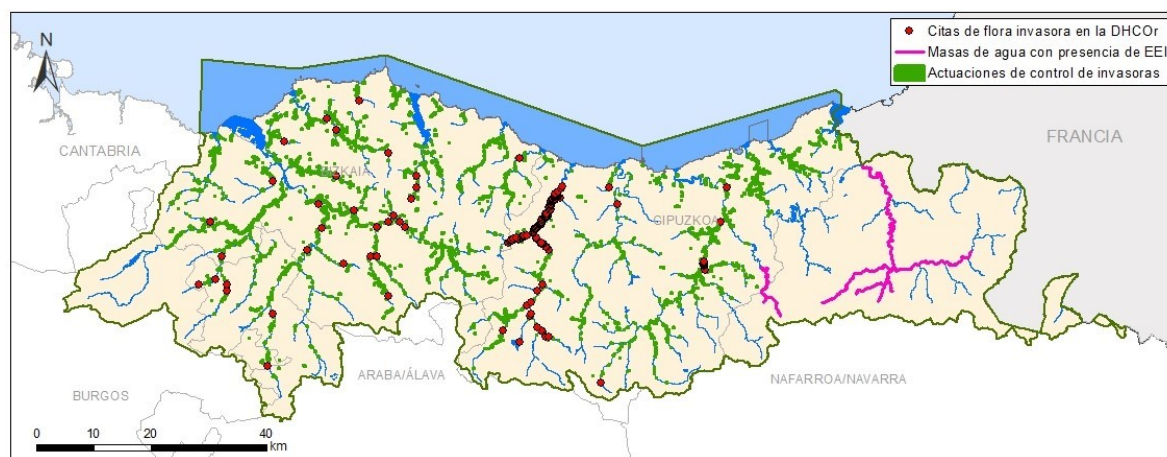 N
Citas de flora invasora en la DHCOr
Masas de agua con presencia de EEI
Actuaciones de control de invasoras
FRANCIA
CANTABRIA
GIPUZKOA
ARABA/ÁLAVA
NAFARROA/NAVARRA
BURGOS
0 10 20 40
km